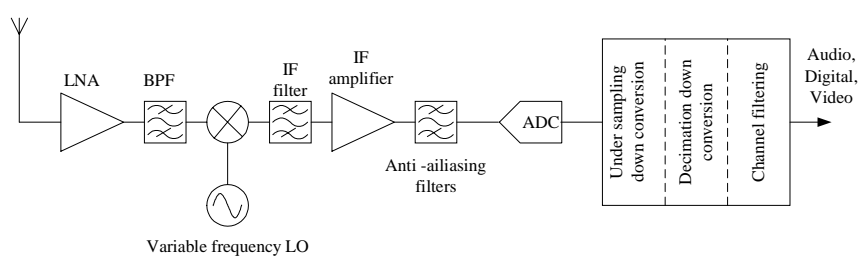 LNA
BPF
IF
filter
IF
amplifier
Anti -ailiasing
filters
ADC
Variable frequency LO
Under sampling
down conversion
Decimation down
conversion
Channel filtering
Audio,
Digital,
Video